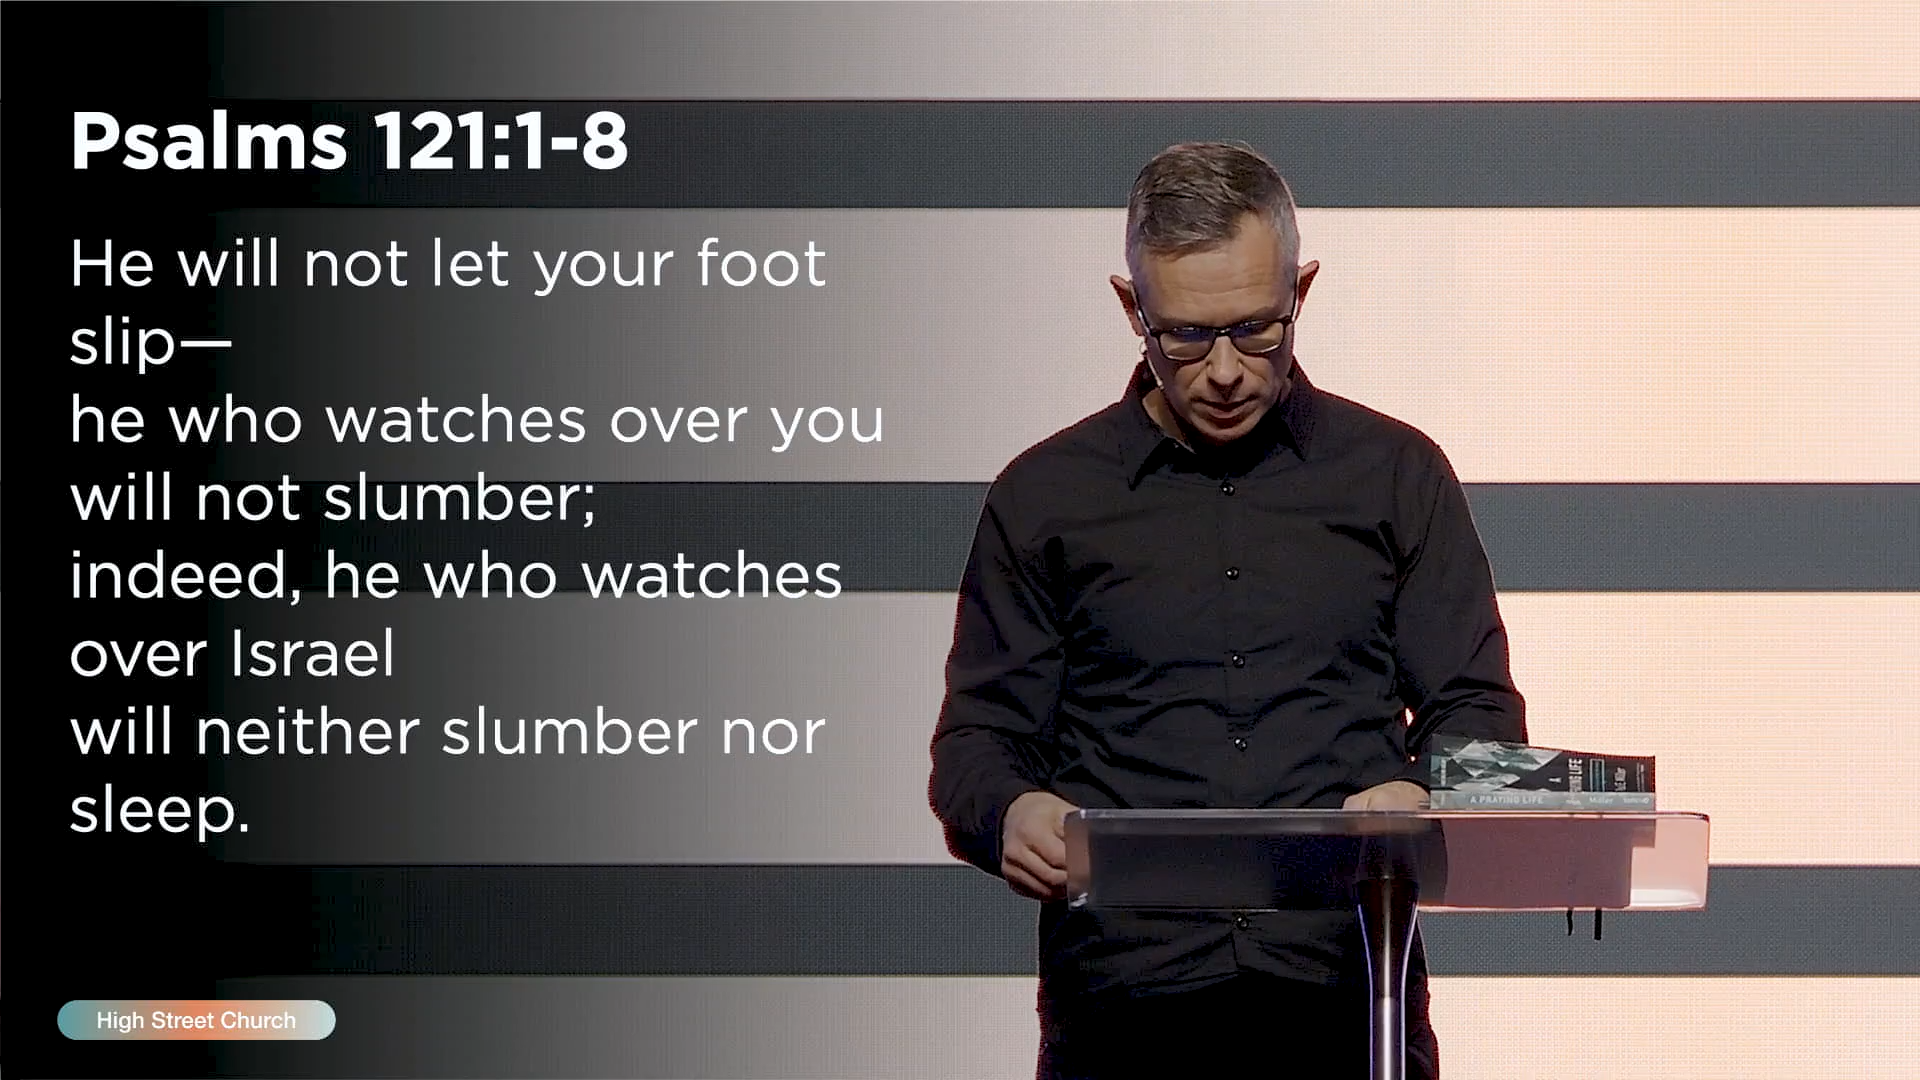 Psalms 121:1-8
He will not let your foot
slip—
he who watches over you
will not slumber;
indeed, he who watches
over Israel
will neither slumber nor
sleep.
A PRAYING LIFE
Miller
High Street Church